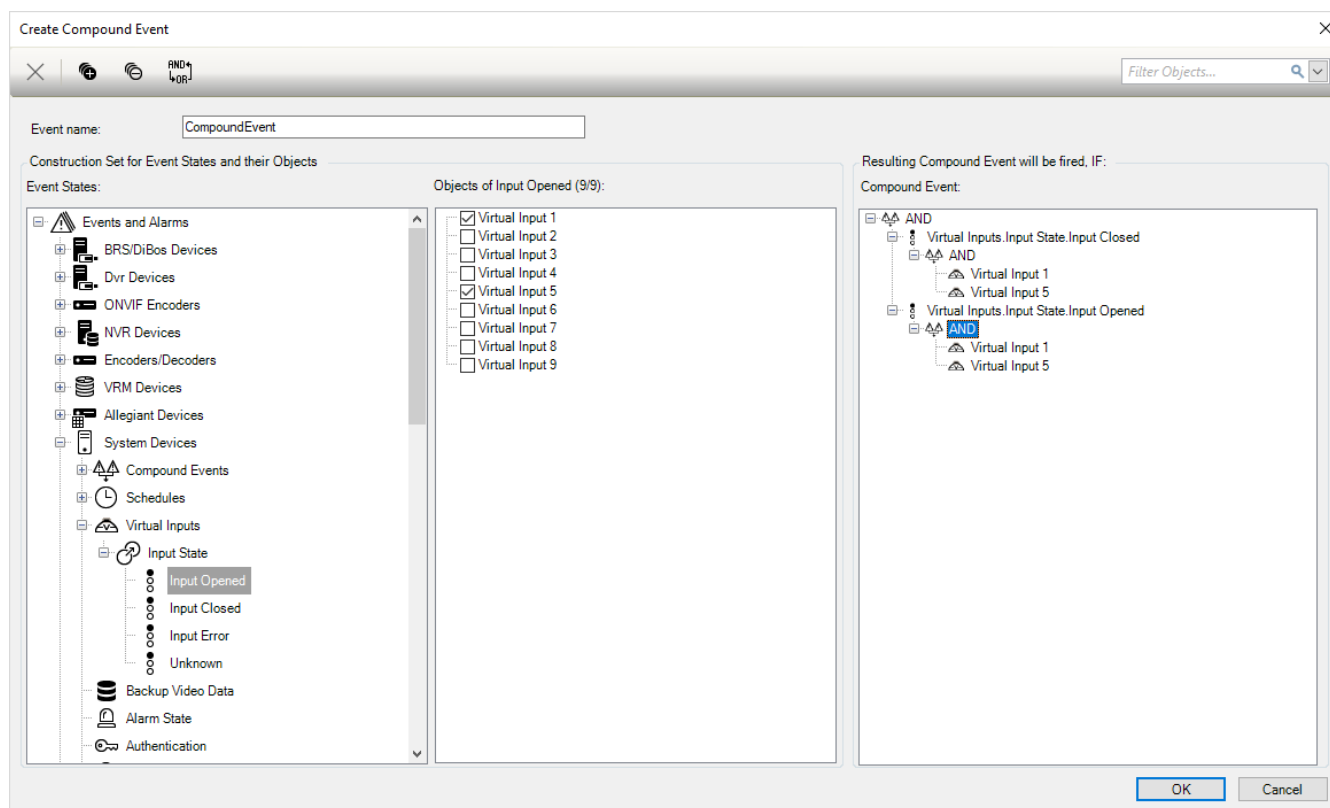 Create Compound Event
AND
OR
Filter Objects...
Event name:
CompoundEvent
Construction Set for Event States and their Objects
Event States:
Events and Alarms
BRS/DiBos Devices
Dvr Devices
ONVIF Encoders
NVR Devices
Encoders/Decoders
VRM Devices
Allegiant Devices
System Devices
Compound Events
Schedules
Virtual Inputs
Input State
Input Opened
Input Closed
Input Error
Unknown
Backup Video Data
Alarm State
Authentication
Objects of Input Opened (9/9):
Virtual Input 1
Virtual Input 2
Virtual Input 3
Virtual Input 4
Virtual Input 5
Virtual Input 6
Virtual Input 7
Virtual Input 8
Virtual Input 9
Resulting Compound Event will be fired, IF:
Compound Event:
AND
Virtual Inputs.Input State.Input Closed
AND
Virtual Input 1
Virtual Input 5
Virtual Inputs.Input State.Input Opened
AND
Virtual Input 1
Virtual Input 5
OK
Cancel